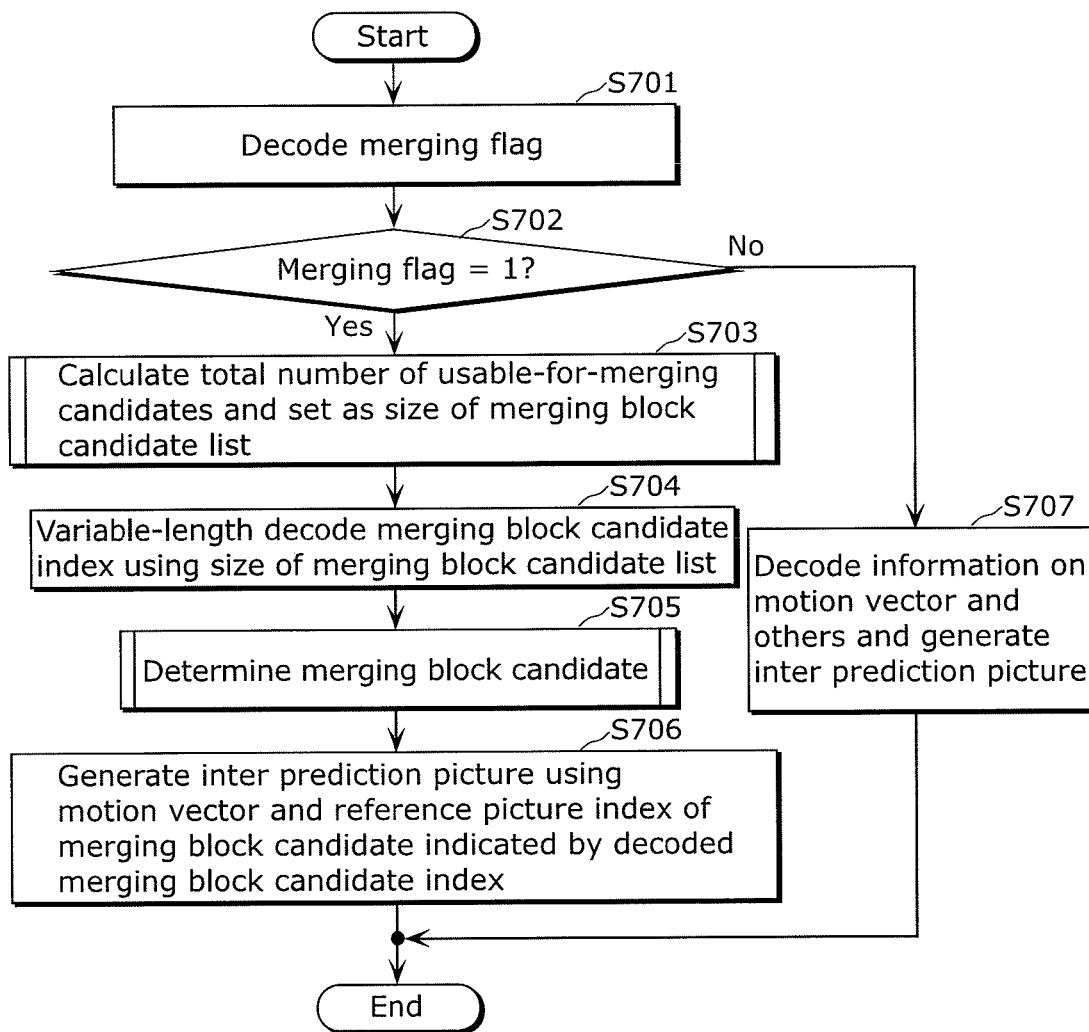 Start
S701
Decode merging flag
S702
Merging flag = 1?
No
Yes
S703
Calculate total number of usable-for-merging
candidates and set as size of merging block
candidate list
S704
Variable-length decode merging block candidate
index using size of merging block candidate list
S705
Determine merging block candidate
S706
Generate inter prediction picture using
motion vector and reference picture index of
merging block candidate indicated by decoded
merging block candidate index
S707
Decode information on
motion vector and
others and generate
inter prediction picture
End